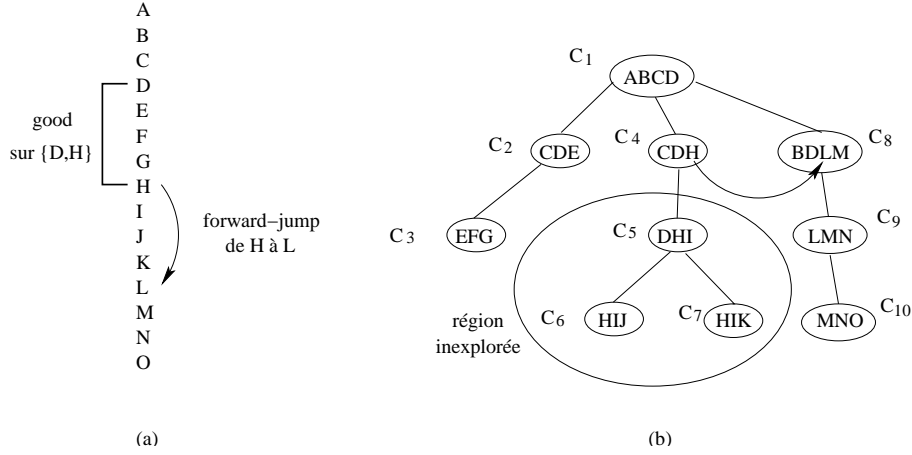 A
B
C
D
E
F
G
H
I
J
K
L
M
N
O
good
sur {D,H}
forward–jump
de H à L
(a)
C1
ABCD
C2
CDE
C4
CDH
C8
BDLM
C3
EFG
C5
DHI
LMN
C9
C6
HIJ
C7
HIK
MNO
C10
région
inexplorée
(b)